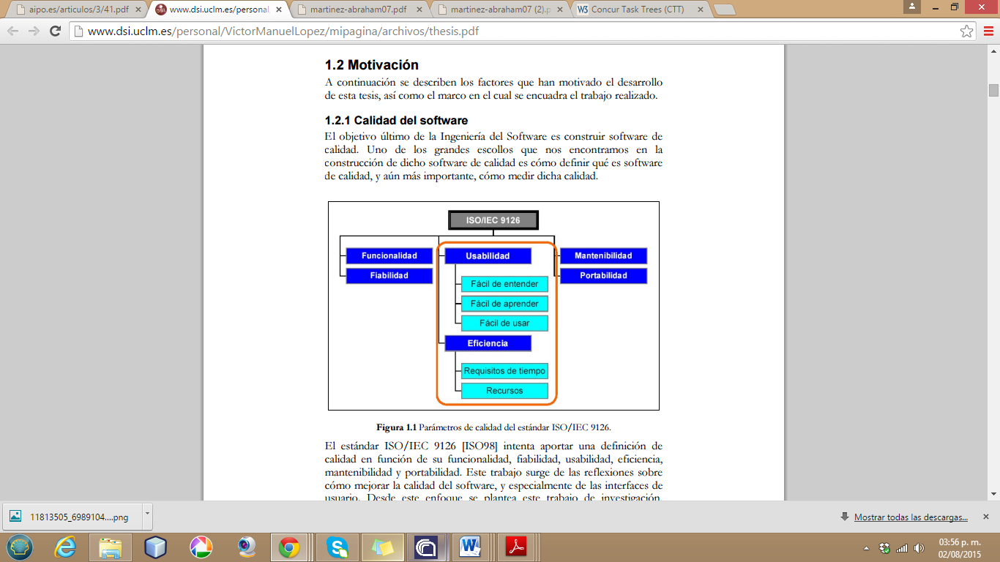 aipo.es/articulos/3/41.pdf
www.dsi.uclm.es/personal
martinez-abraham07.pdf
martinez-abraham07 (2).p
W3 Concur Task Trees (CTT)
www.dsi.uclm.es/personal/VictorManuelLopez/mipagina/archivos/thesis.pdf
1.2 Motivación
A continuación se describen los factores que han motivado el desarrollo
de esta tesis, así como el marco en el cual se encuadra el trabajo realizado.
1.2.1 Calidad del software
El objetivo último de la Ingeniería del Software es construir software de
calidad. Uno de los grandes escollos que nos encontramos en la
construcción de dicho software de calidad es cómo definir qué es software
de calidad, y aún más importante, cómo medir dicha calidad.
ISO/IEC 9126
Funcionalidad
Fiabilidad
Usabilidad
Fácil de entender
Fácil de aprender
Fácil de usar
Eficiencia
Requisitos de tiempo
Recursos
Mantenibilidad
Portabilidad
Figura 1.1 Parámetros de calidad del estándar ISO/IEC 9126.
El estándar ISO/IEC 9126 [ISO98] intenta aportar una definición de
calidad en función de su funcionalidad, fiabilidad, usabilidad, eficiencia,
mantenibilidad y portabilidad. Este trabajo surge de las reflexiones sobre
cómo mejorar la calidad del software, y especialmente de las interfaces de
usuario. Desde este enfoque se plantea este trabajo de investigación.
11813505_6989104....png
Mostrar todas las descargas...
03:56 p. m.
02/08/2015